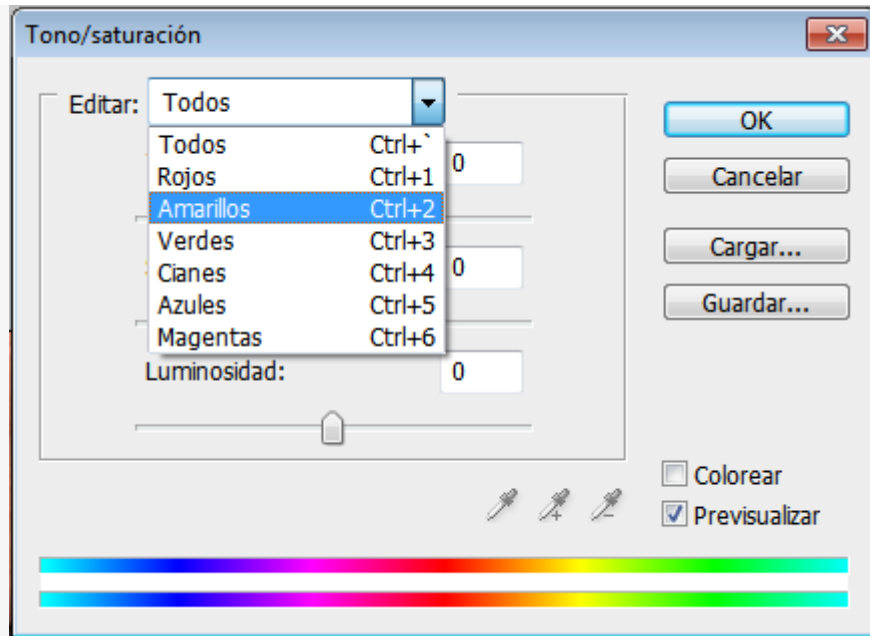 Tono/saturación
Editar: Todos
Todos Ctrl+`
Rojos Ctrl+1
Amarillos Ctrl+2
Verdes Ctrl+3
Cianes Ctrl+4
Azules Ctrl+5
Magentas Ctrl+6
0
0
Luminosidad: 0
OK
Cancelar
Cargar...
Guardar...
Colorear
Previsualizar